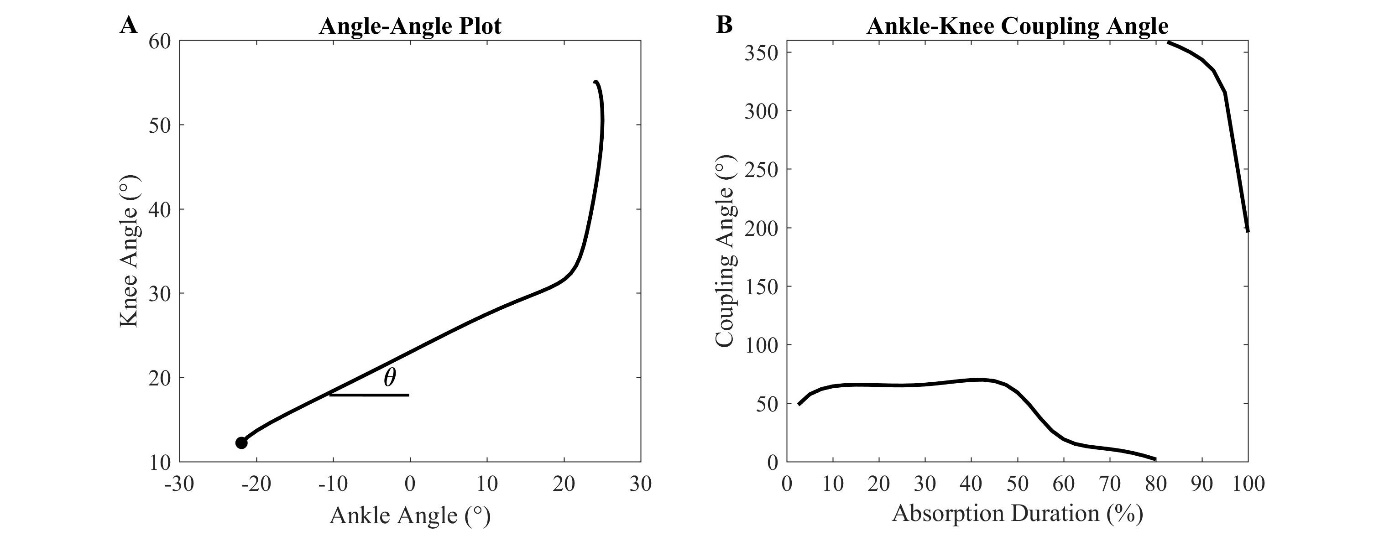 A
Angle-Angle Plot
60
50
40
30
20
10
Knee Angle (°)
θ
-30 -20 -10 0 10 20 30
Ankle Angle (°)
B
Ankle-Knee Coupling Angle
350
300
250
200
150
100
50
0
Coupling Angle (°)
0 10 20 30 40 50 60 70 80 90 100
Absorption Duration (%)